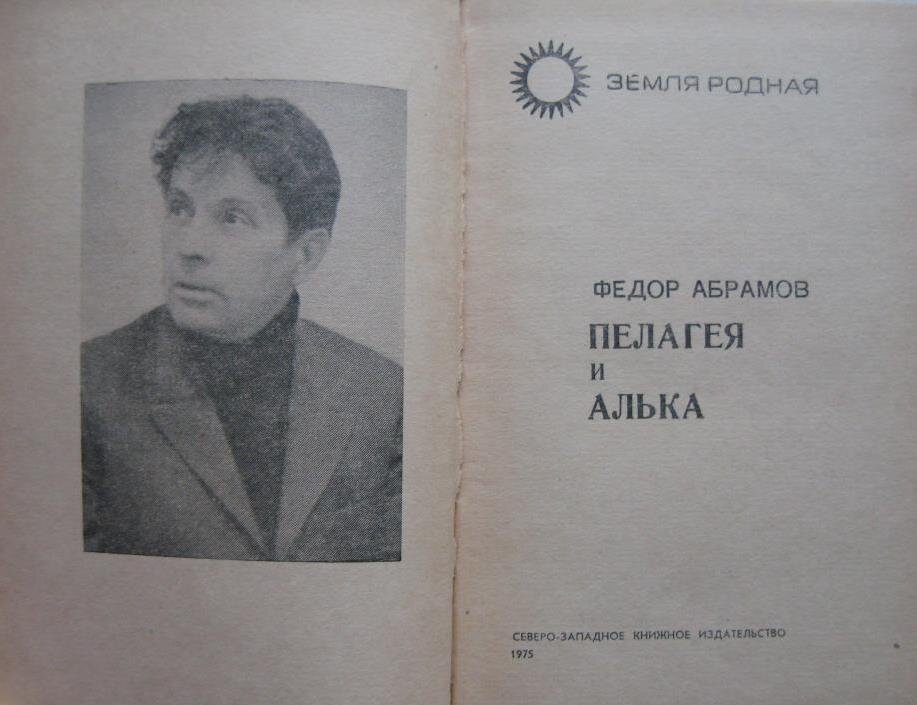 ЗЕМЛЯ РОДНАЯ
ФЕДОР АБРАМОВ
ПЕЛАГЕЯ
И
АЛЬКА
СЕВЕРО-ЗАПАДНОЕ КНИЖНОЕ ИЗДАТЕЛЬСТВО
1975